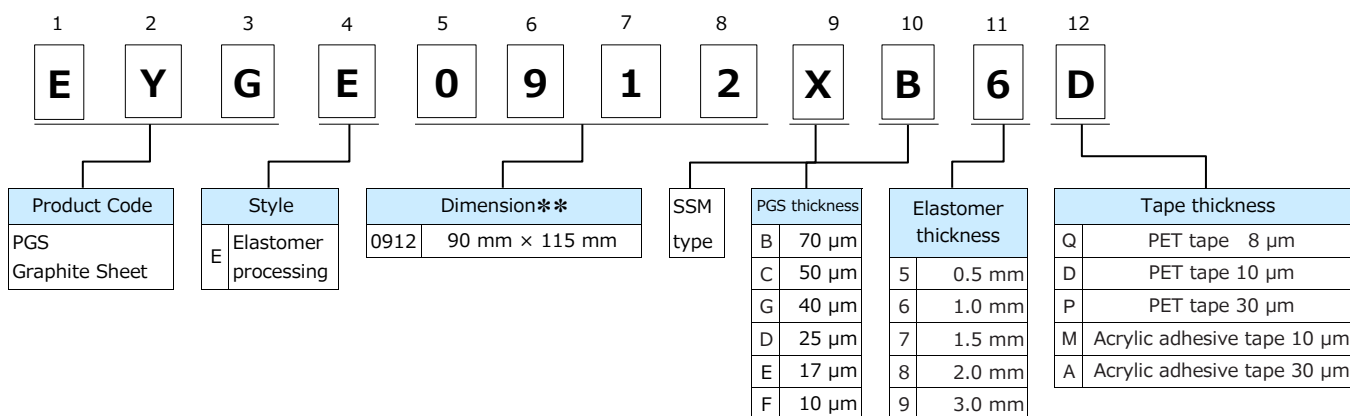 1 2 3 4 5 6 7 8 9 10 11 12
E Y G E 0 9 1 2 X B 6 D
Product Code
PGS
Graphite Sheet
Style
E Elastomer
processing
Dimension**
0912 90 mm × 115 mm
SSM
type
PGS thickness
B 70 µm
C 50 µm
G 40 µm
D 25 µm
E 17 µm
F 10 µm
Elastomer
thickness
5 0.5 mm
6 1.0 mm
7 1.5 mm
8 2.0 mm
9 3.0 mm
Tape thickness
Q PET tape 8 µm
D PET tape 10 µm
P PET tape 30 µm
M Acrylic adhesive tape 10 µm
A Acrylic adhesive tape 30 µm